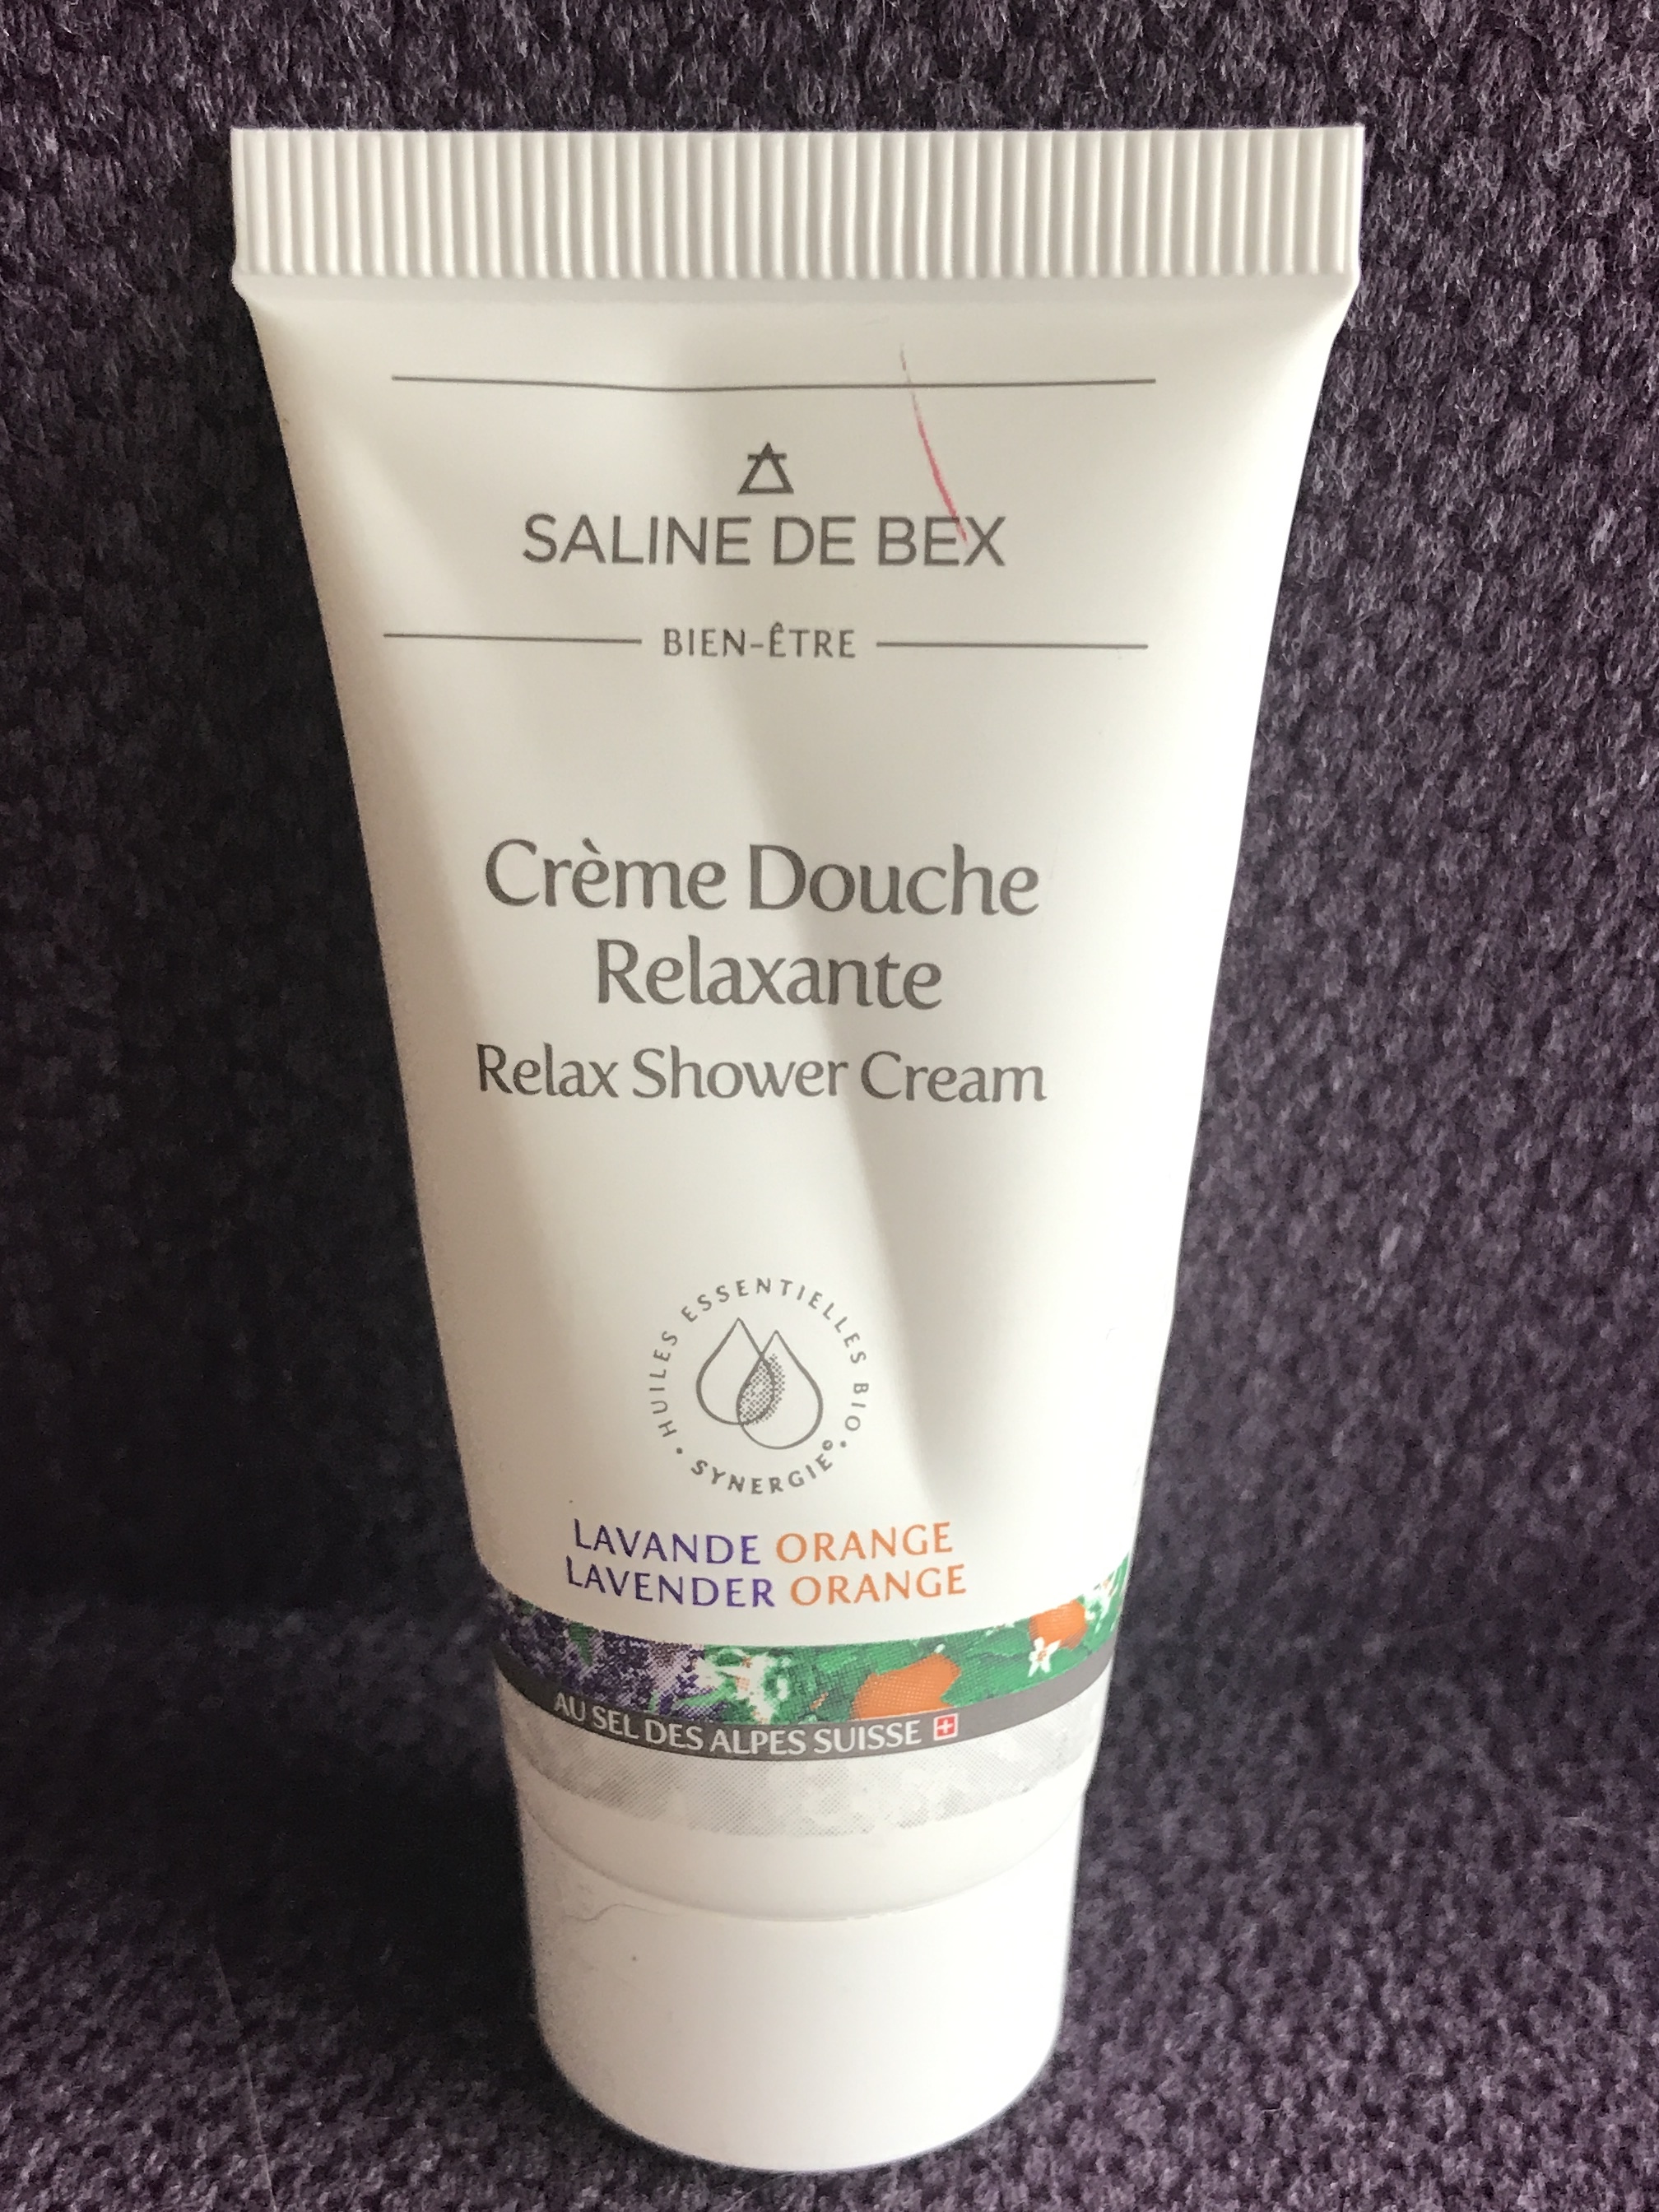 SALINE DE BEX
BIEN-ÊTRE
Crème Douche
Relaxante
Relax Shower Cream
HUILES ESSENTIELLES BIO • SYNERGIE •
LAVANDE ORANGE
LAVENDER ORANGE
AU SEL DES ALPES SUISSE